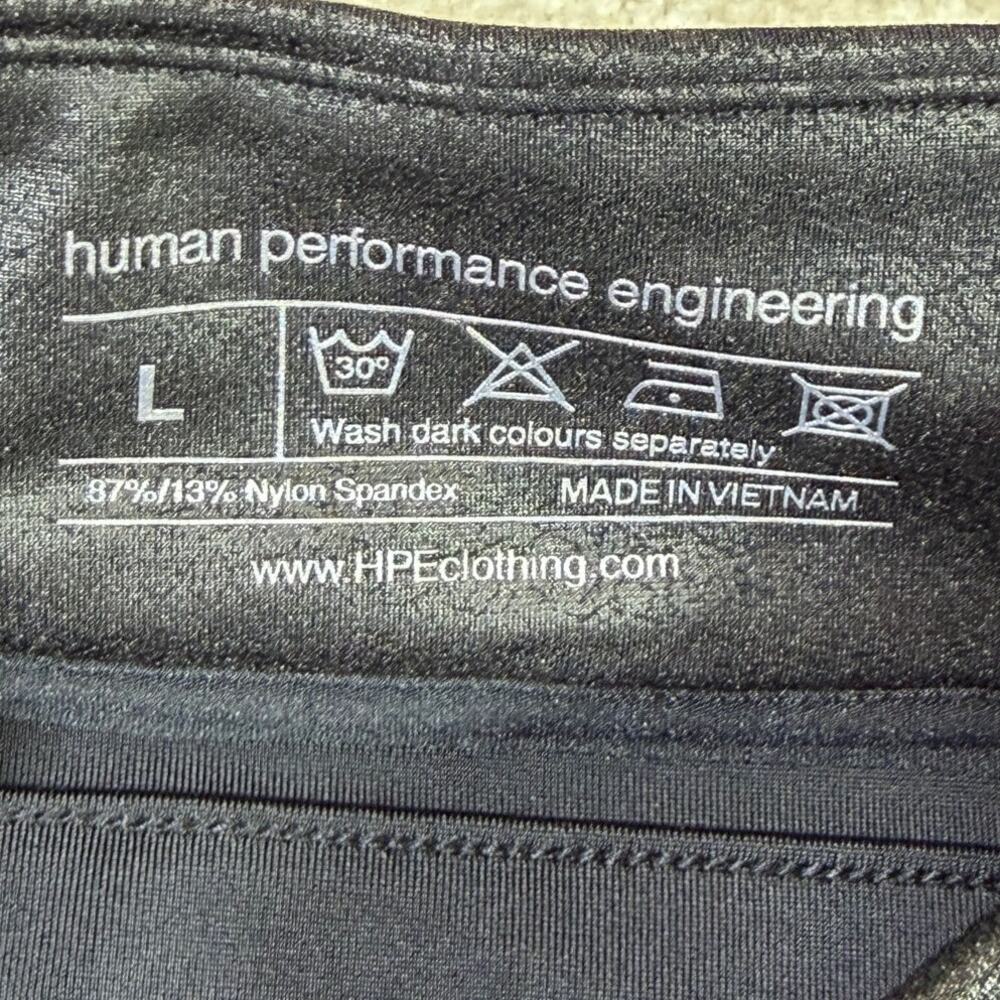 human performance engineering
L
30°
Wash dark colours separately
87%/13% Nylon Spandex MADE IN VIETNAM
www.HPEclothing.com